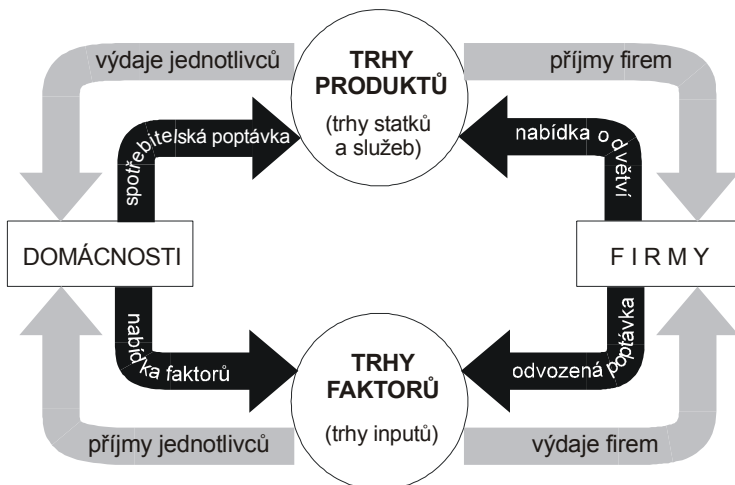 výdaje jednotlivců
TRHY
PRODUKTŮ
(trhy statků
a služeb)
příjmy firem
spotřebitelská poptávka
nabídka odvětví
DOMÁCNOSTI
FIRMY
nabídka faktorů
odvozená poptávka
TRHY
FAKTORŮ
(trhy inputů)
příjmy jednotlivců
výdaje firem